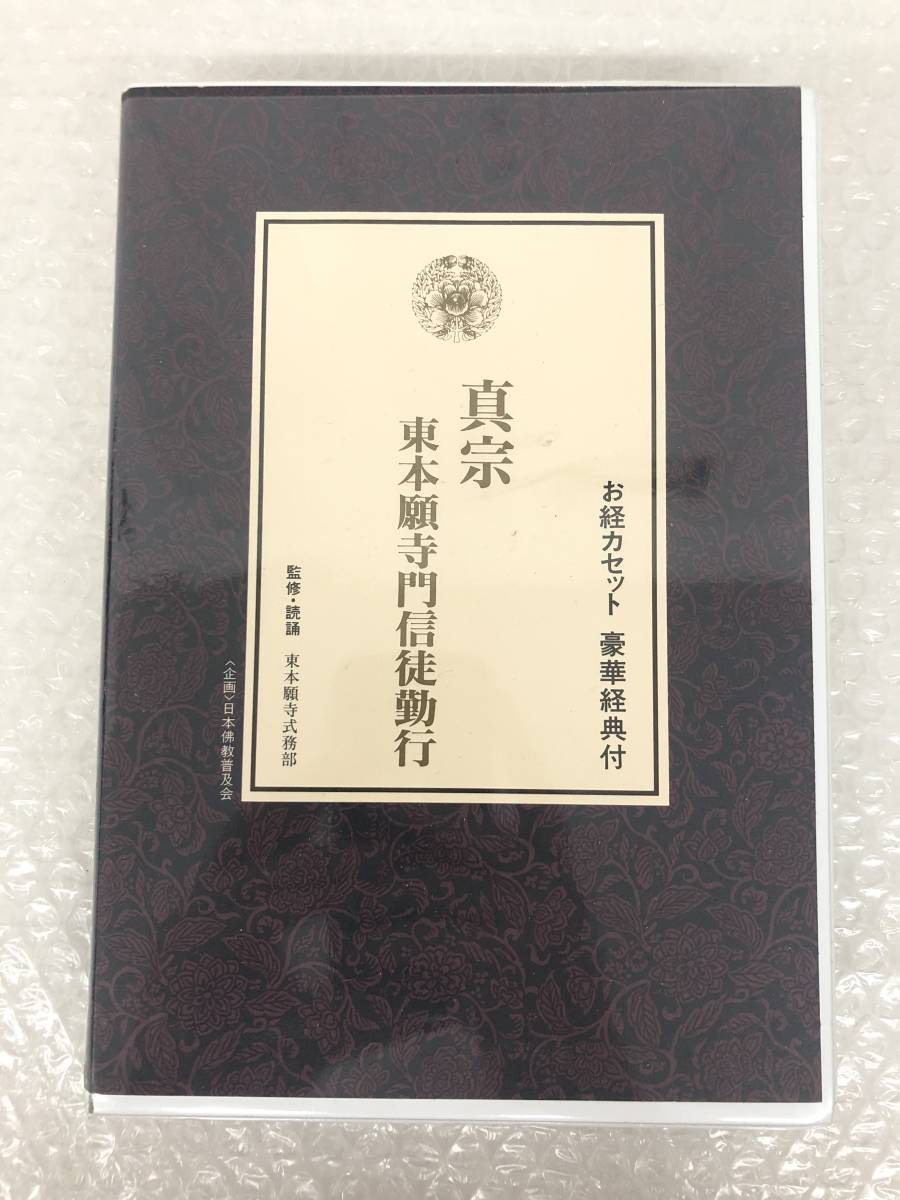 お経カセット 豪華経典付
真宗
東本願寺門信徒勤行
監修・読誦 東本願寺式務部
〈企画〉日本佛教普及会